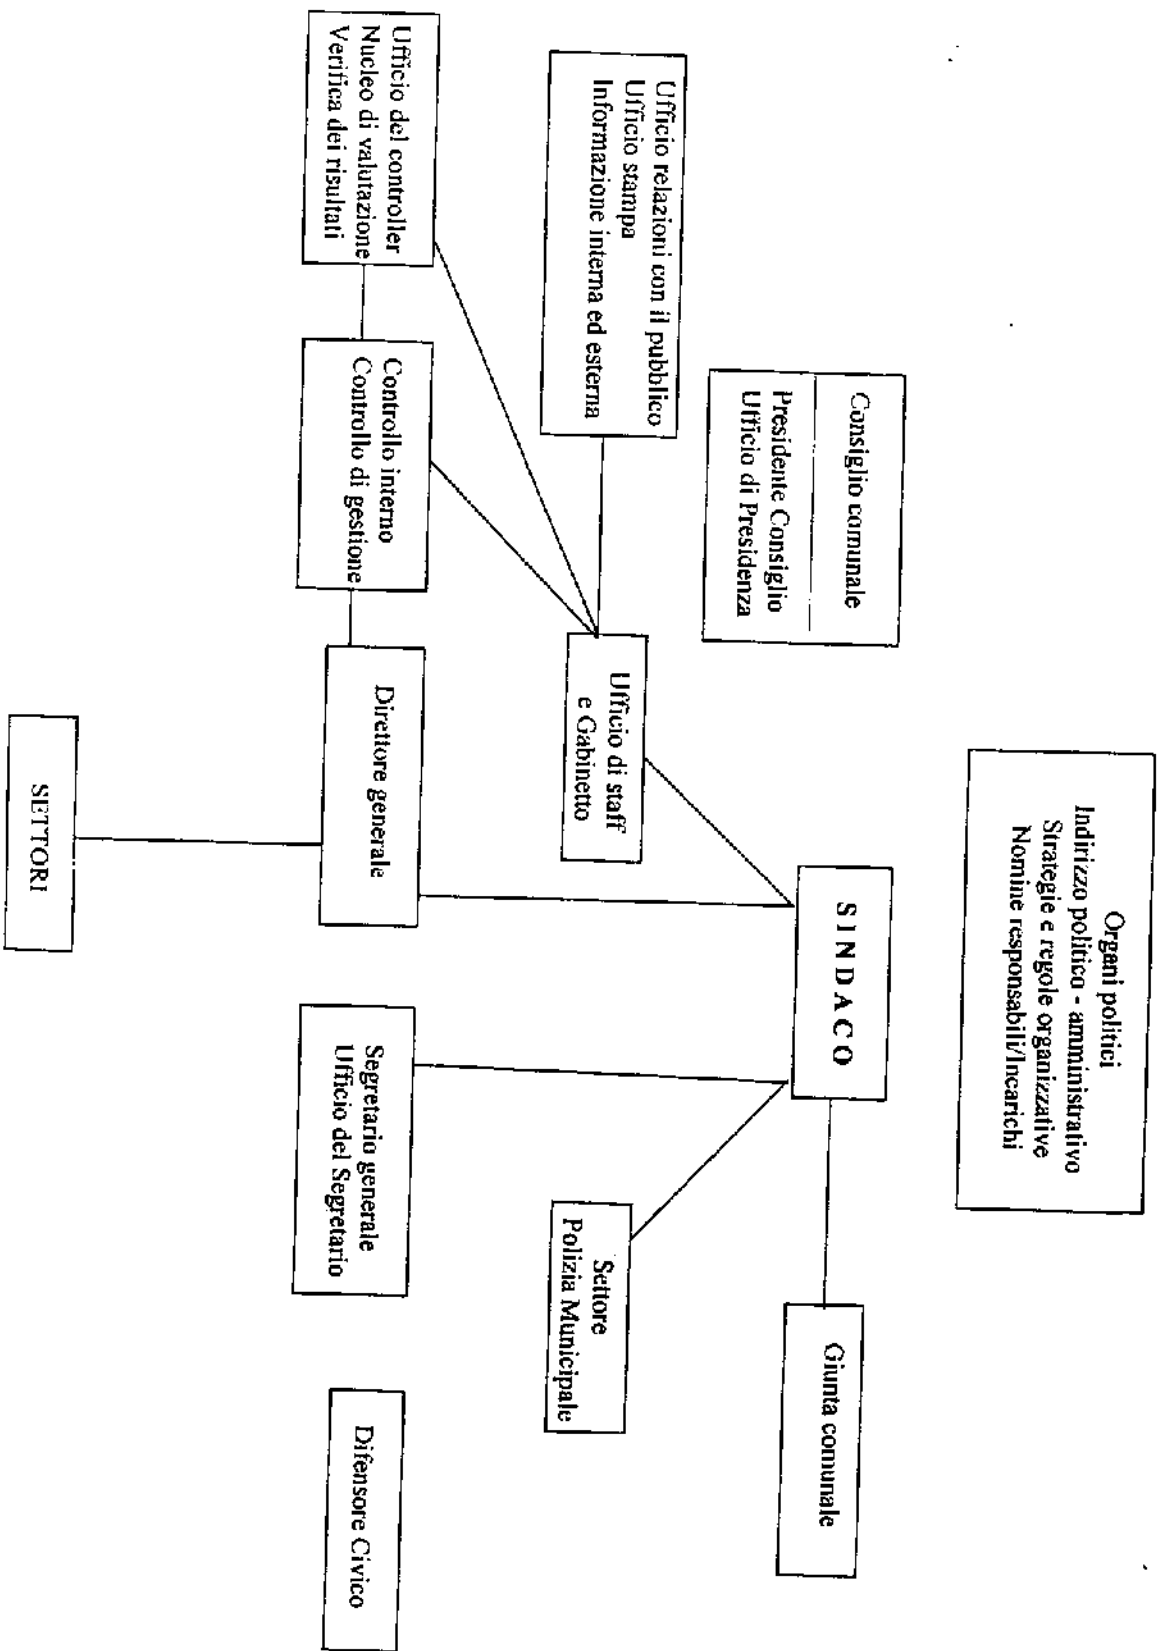 Organi politici
Indirizzo politico - amministrativo
Strategie e regole organizzative
Nomine responsabili/Incarichi
Consiglio comunale
Presidente Consiglio
Ufficio di Presidenza
SINDACO
Giunta comunale
Ufficio relazioni con il pubblico
Ufficio stampa
Informazione interna ed esterna
Ufficio di staff
e Gabinetto
Settore
Polizia Municipale
Ufficio del controller
Nucleo di valutazione
Verifica dei risultati
Controllo interno
Controllo di gestione
Direttore generale
Segretario generale
Ufficio del Segretario
Difensore Civico
SETTORI